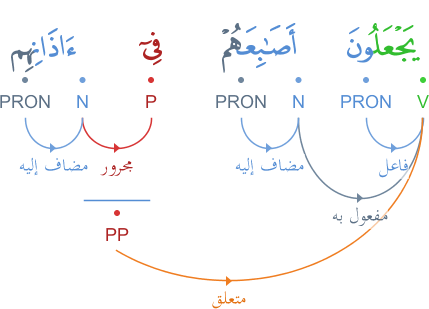 يَجْعَلُونَ أَصَٰبِعَهُمْ فِىٓ ءَاذَانِهِم
V PRON N PRON P N PRON
فاعل مضاف إليه مجرور مضاف إليه
مفعول به
PP
متعلق